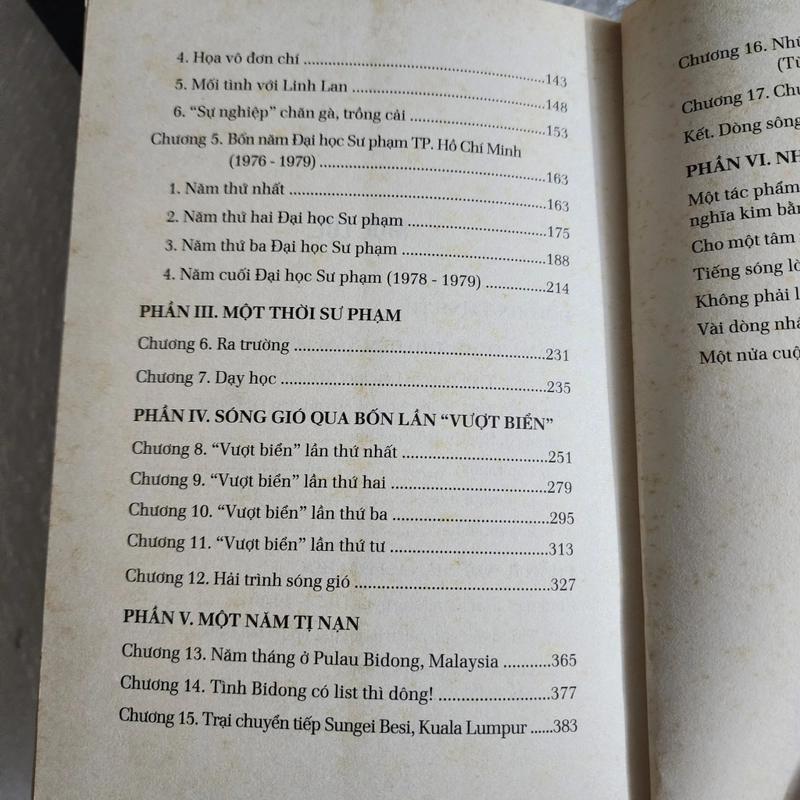 4. Họa vô đơn chí ..........143
5. Mối tình với Linh Lan ..........148
6. “Sự nghiệp” chăn gà, trồng cải ..........153
Chương 5. Bốn năm Đại học Sư phạm TP. Hồ Chí Minh
(1976 - 1979) ..........163
1. Năm thứ nhất ..........163
2. Năm thứ hai Đại học Sư phạm ..........175
3. Năm thứ ba Đại học Sư phạm ..........188
4. Năm cuối Đại học Sư phạm (1978 - 1979) ..........214
PHẦN III. MỘT THỜI SƯ PHẠM
Chương 6. Ra trường ..........231
Chương 7. Dạy học ..........235
PHẦN IV. SÓNG GIÓ QUA BỐN LẦN “VƯỢT BIỂN”
Chương 8. “Vượt biển” lần thứ nhất ..........251
Chương 9. “Vượt biển” lần thứ hai ..........279
Chương 10. “Vượt biển” lần thứ ba ..........295
Chương 11. “Vượt biển” lần thứ tư ..........313
Chương 12. Hải trình sóng gió ..........327
PHẦN V. MỘT NĂM TỊ NẠN
Chương 13. Năm tháng ở Pulau Bidong, Malaysia ..........365
Chương 14. Tình Bidong có list thì dông! ..........377
Chương 15. Trại chuyển tiếp Sungei Besi, Kuala Lumpur ......383
Chương 16.
Chương 17.
Kết. Dòng sông
PHẦN VI.
Một tác phẩm
nghĩa kim
Cho một tâm
Tiếng sóng
Không phải
Vài dòng
Một nửa